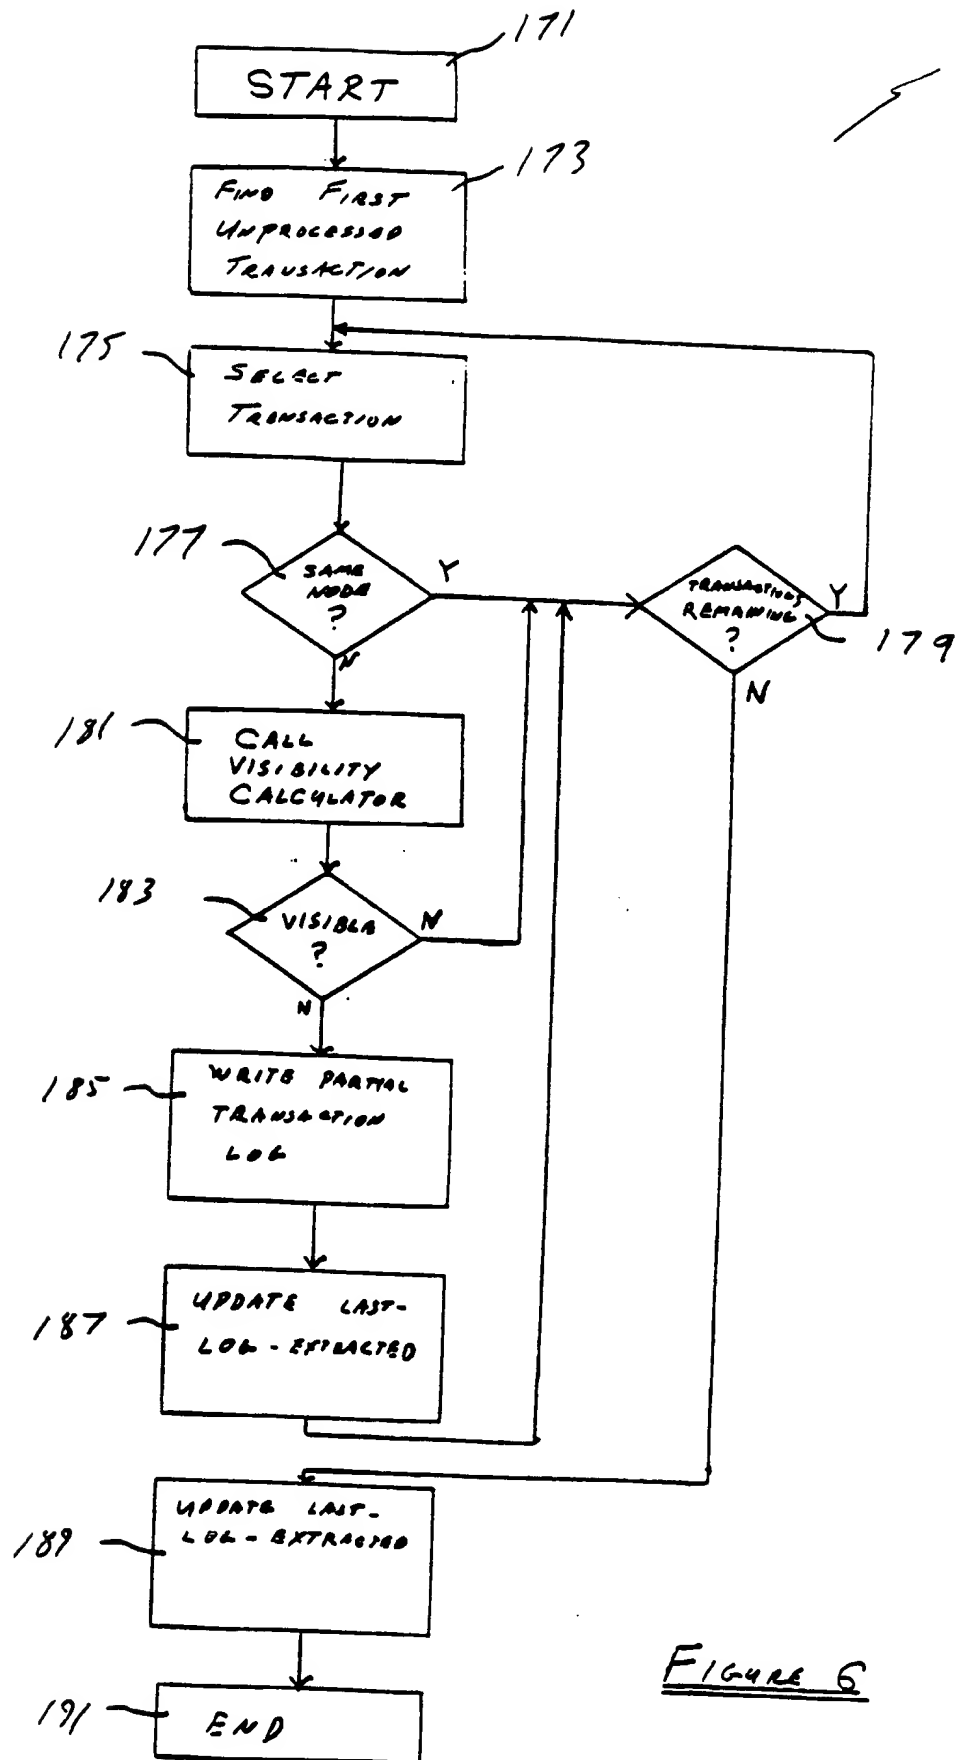 171
START
173
FIND FIRST
UNPROCESSED
TRANSACTION
175
SELECT
TRANSACTION
177
SAME
NODE
?
Y
N
TRANSACTIONS
REMAINING
?
Y
179
N
181
CALL
VISIBILITY
CALCULATOR
183
VISIBLE
?
N
N
185
WRITE PARTIAL
TRANSACTION
LOG
187
UPDATE LAST-
LOG-EXTRACTED
189
UPDATE LAST-
LOG-EXTRACTED
191
END
FIGURE 6